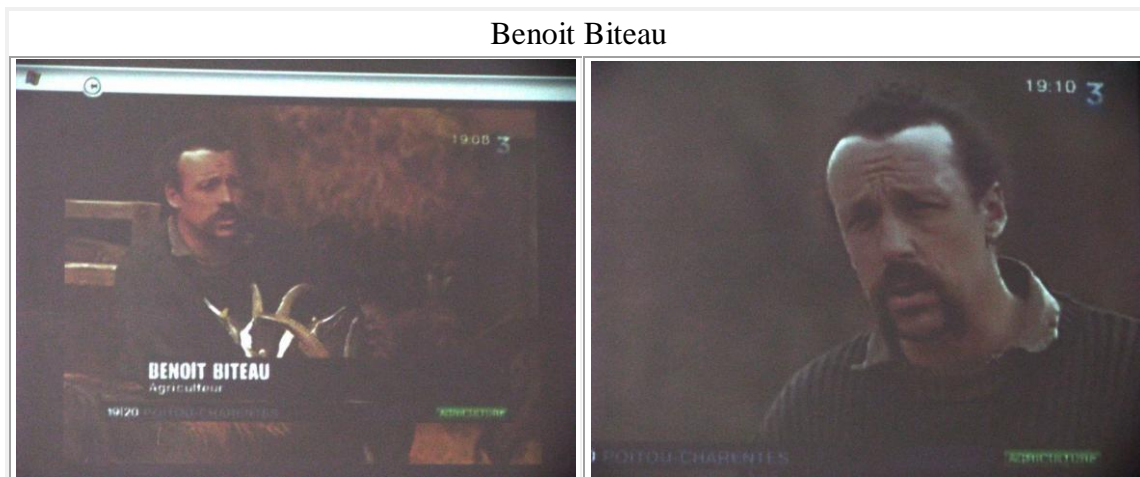 Benoit Biteau
19:08 3
BENOIT BITEAU
Agriculteur
19|20 POITOU-CHARENTES
AGRICULTURE
19:10 3
POITOU-CHARENTES
AGRICULTURE